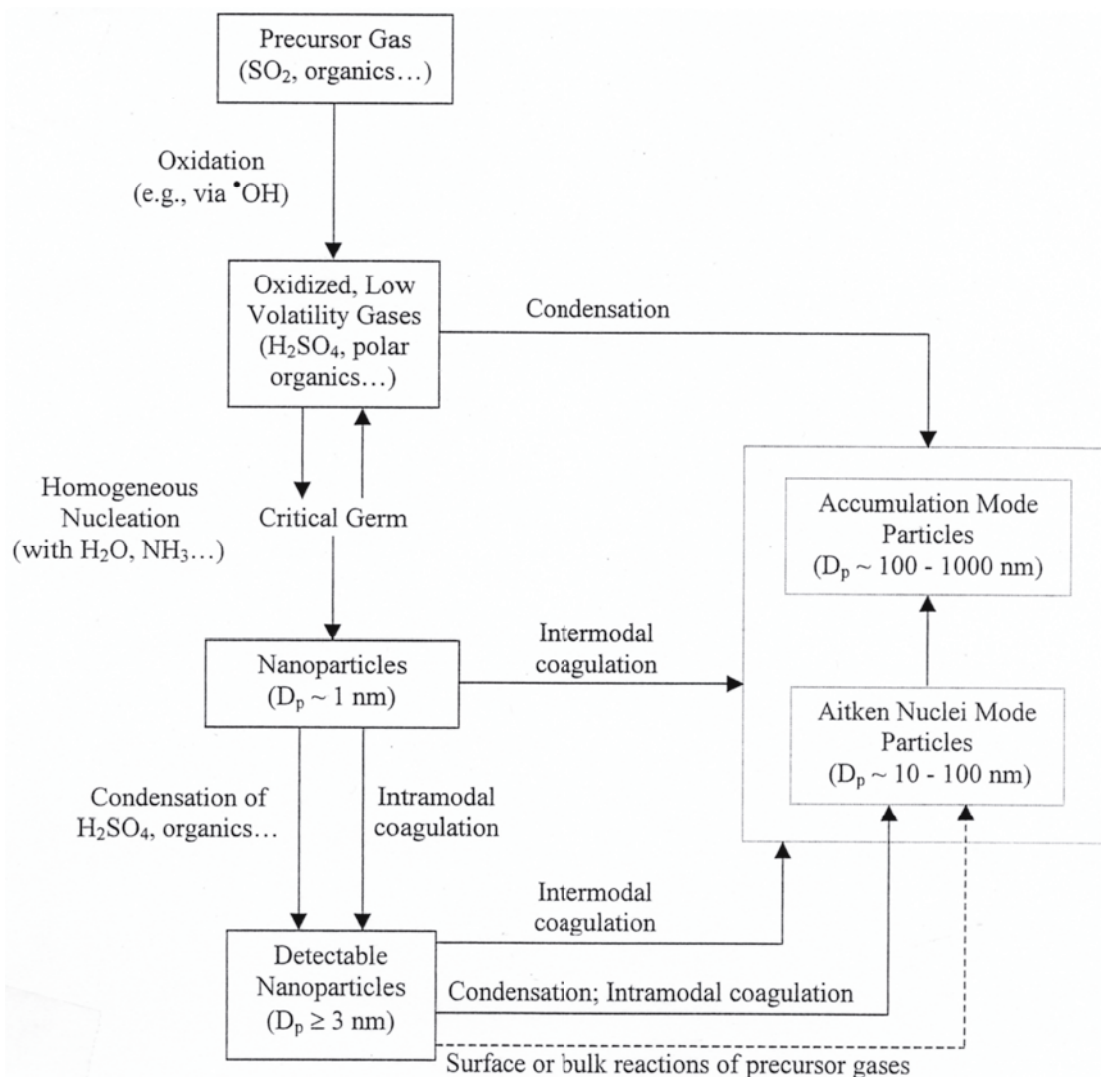 Precursor Gas
(SO₂, organics…)
Oxidation
(e.g., via •OH)
Oxidized, Low
Volatility Gases
(H₂SO₄, polar
organics…)
Condensation
Homogeneous
Nucleation
(with H₂O, NH₃…)
Critical Germ
Accumulation Mode
Particles
(Dₚ ~ 100 - 1000 nm)
Nanoparticles
(Dₚ ~ 1 nm)
Intermodal
coagulation
Aitken Nuclei Mode
Particles
(Dₚ ~ 10 - 100 nm)
Condensation of
H₂SO₄, organics…
Intramodal
coagulation
Intermodal
coagulation
Detectable
Nanoparticles
(Dₚ ≥ 3 nm)
Condensation; Intramodal coagulation
Surface or bulk reactions of precursor gases